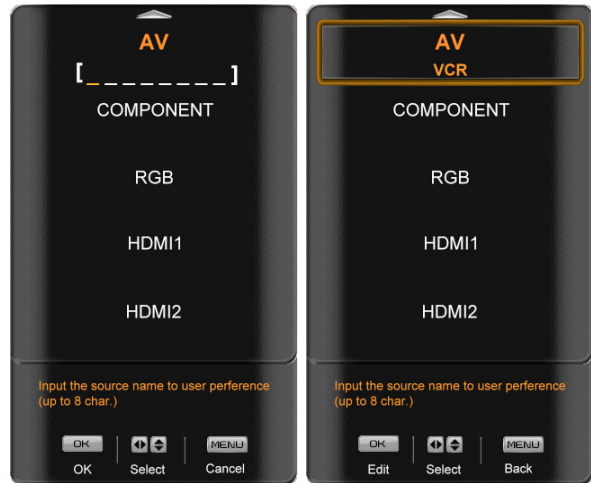 AV
[_ _ _ _ _ _ _ _]
COMPONENT
RGB
HDMI1
HDMI2
Input the source name to user perference
(up to 8 char.)
OK MENU
OK Select Cancel
AV
VCR
COMPONENT
RGB
HDMI1
HDMI2
Input the source name to user perference
(up to 8 char.)
OK MENU
Edit Select Back